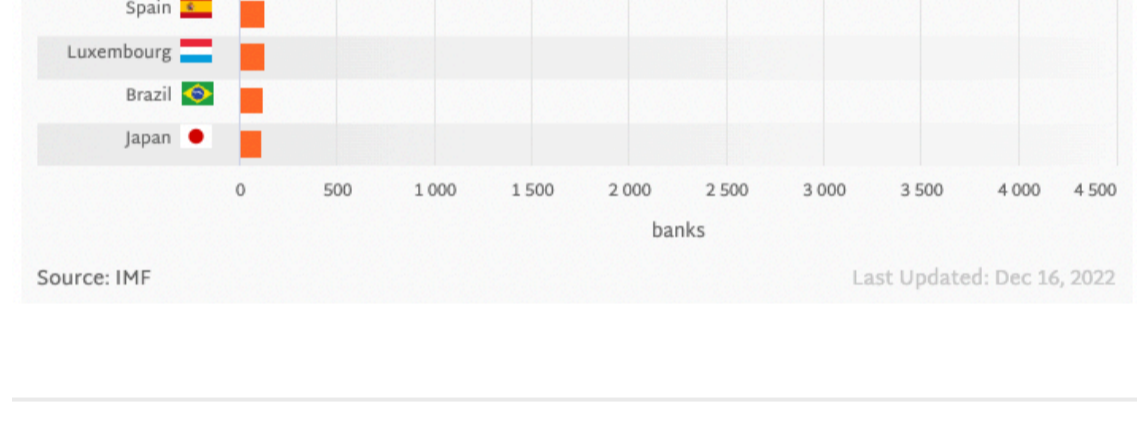 Spain
Luxembourg
Brazil
Japan
0 500 1 000 1 500 2 000 2 500 3 000 3 500 4 000 4 500
banks
Source: IMF Last Updated: Dec 16, 2022